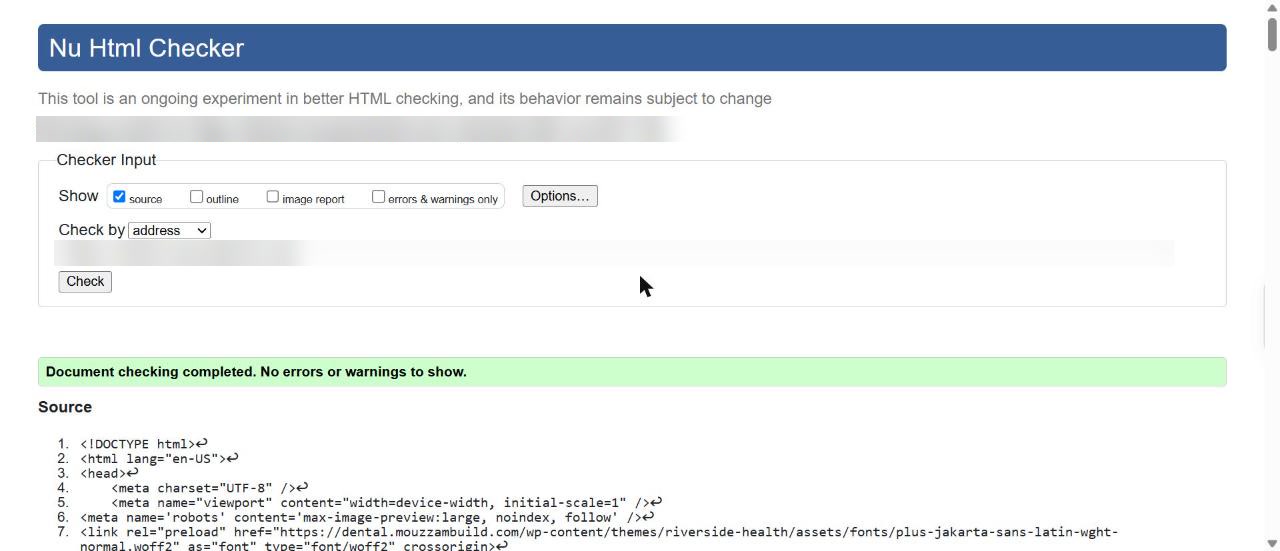 Nu Html Checker
This tool is an ongoing experiment in better HTML checking, and its behavior remains subject to change
Checker Input
Show source outline image report errors & warnings only Options...
Check by address
Check
Document checking completed. No errors or warnings to show.
Source
1. <!DOCTYPE html>↩
2. <html lang="en-US">↩
3. <head>↩
4. <meta charset="UTF-8" />↩
5. <meta name="viewport" content="width=device-width, initial-scale=1" />↩
6. <meta name='robots' content='max-image-preview:large, noindex, follow' />↩
7. <link rel="preload" href="https://dental.mouzzambuild.com/wp-content/themes/riverside-health/assets/fonts/plus-jakarta-sans-latin-wght-
normal.woff2" as="font" type="font/woff2" crossorigin>↩